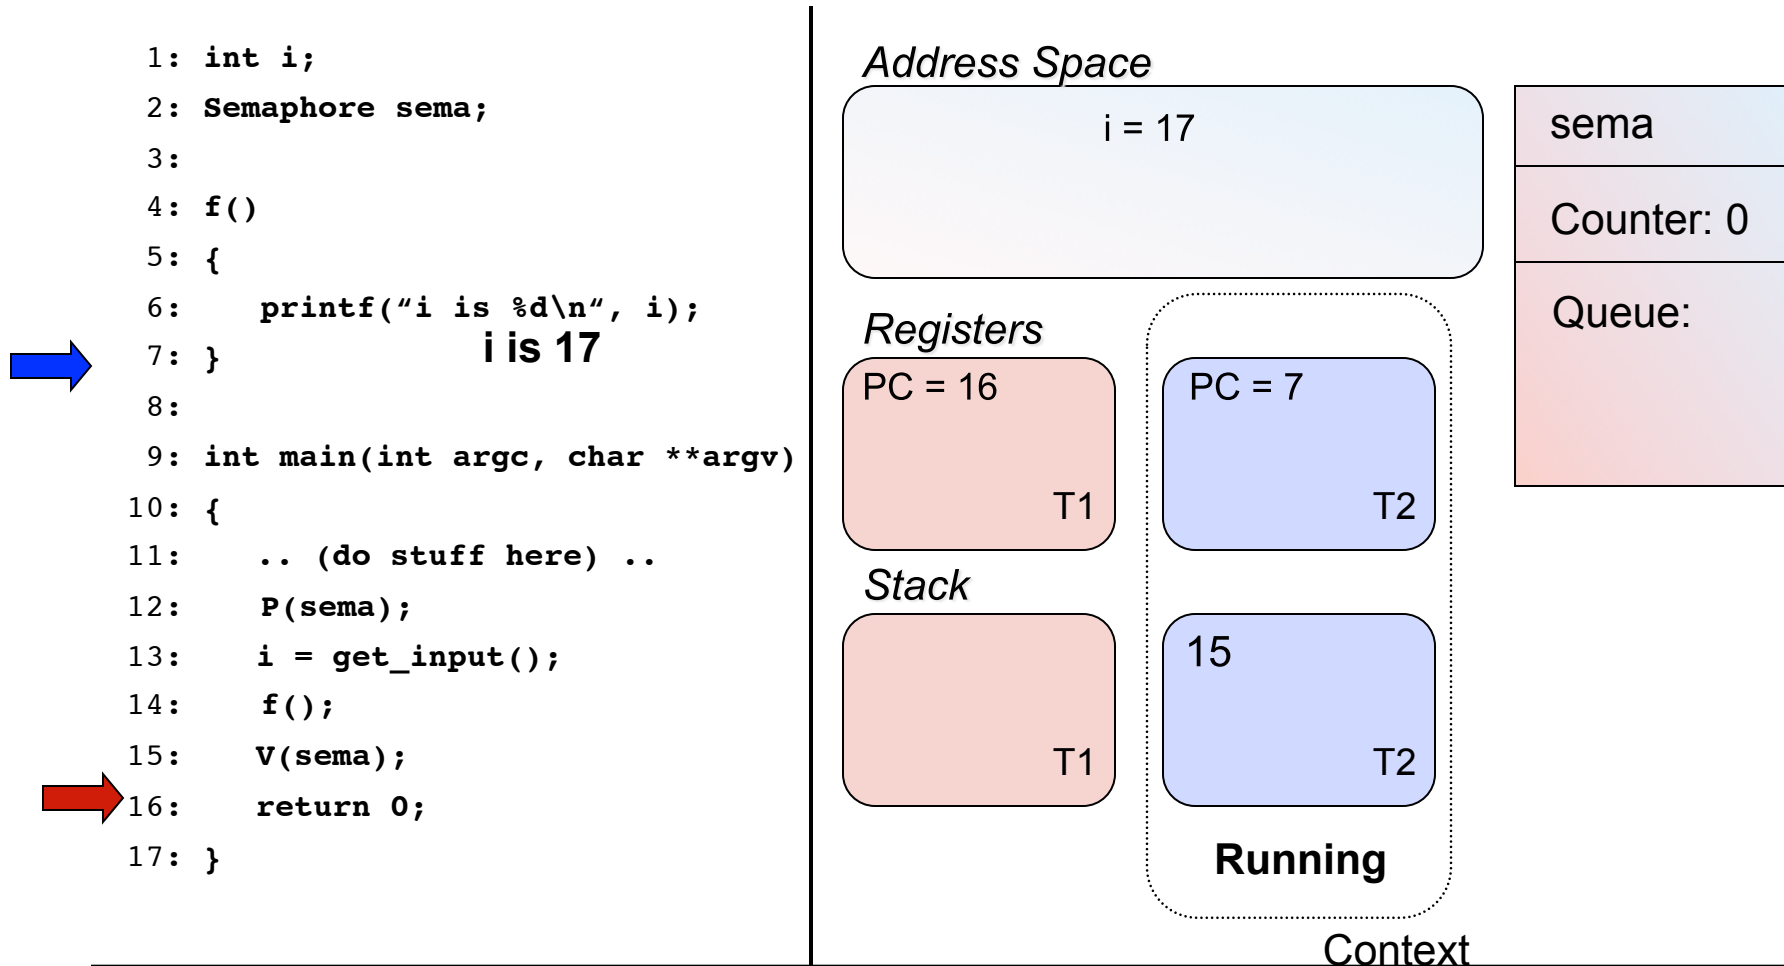 1: int i;
2: Semaphore sema;
3:
4: f()
5: {
6: printf(“i is %d\n“, i);
i is 17
7: }
8:
9: int main(int argc, char **argv)
10: {
11: .. (do stuff here) ..
12: P(sema);
13: i = get_input();
14: f();
15: V(sema);
16: return 0;
17: }
Address Space
i = 17
Registers
PC = 16
T1
PC = 7
T2
Stack
T1
15
T2
Running
Context
sema
Counter: 0
Queue: